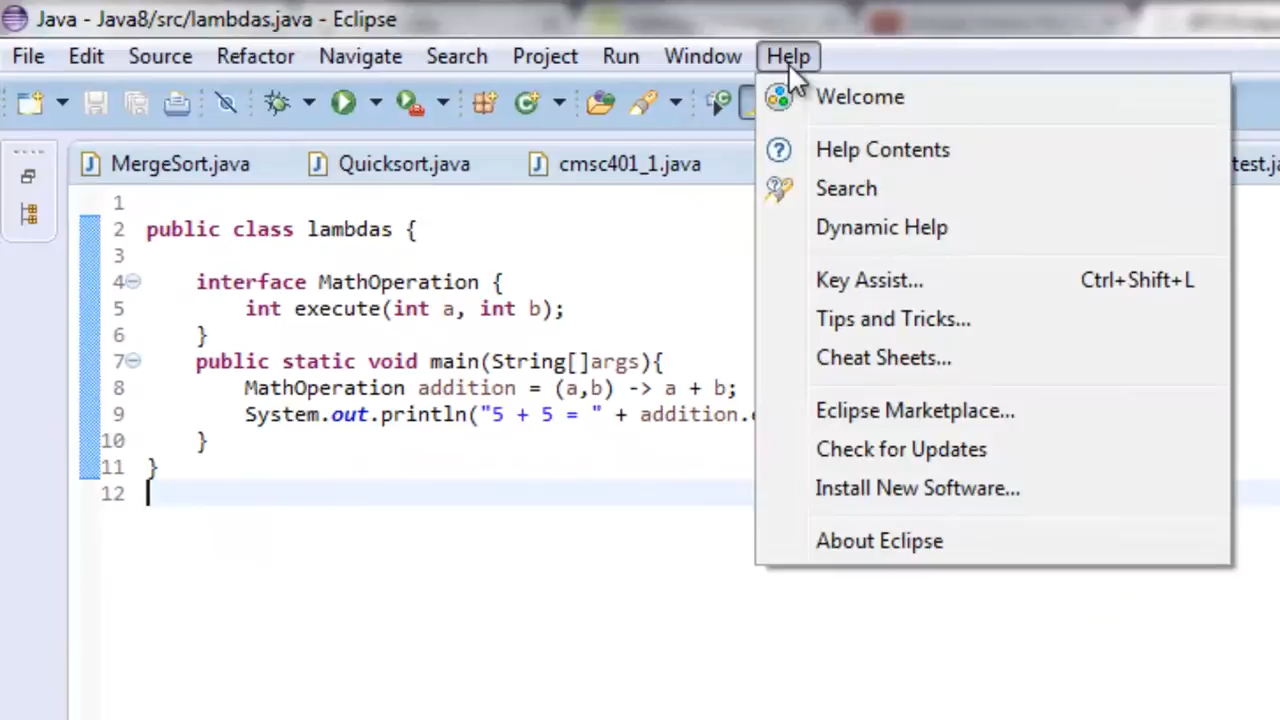 Java - Java8/src/lambdas.java - Eclipse
File Edit Source Refactor Navigate Search Project Run Window Help
MergeSort.java Quicksort.java cmsc401_1.java test.ja
1
2 public class lambdas {
3
4 interface MathOperation {
5 int execute(int a, int b);
6 }
7 public static void main(String[]args){
8 MathOperation addition = (a,b) -> a + b;
9 System.out.println("5 + 5 = " + addition.
10 }
11 }
12
Welcome
Help Contents
Search
Dynamic Help
Key Assist... Ctrl+Shift+L
Tips and Tricks...
Cheat Sheets...
Eclipse Marketplace...
Check for Updates
Install New Software...
About Eclipse